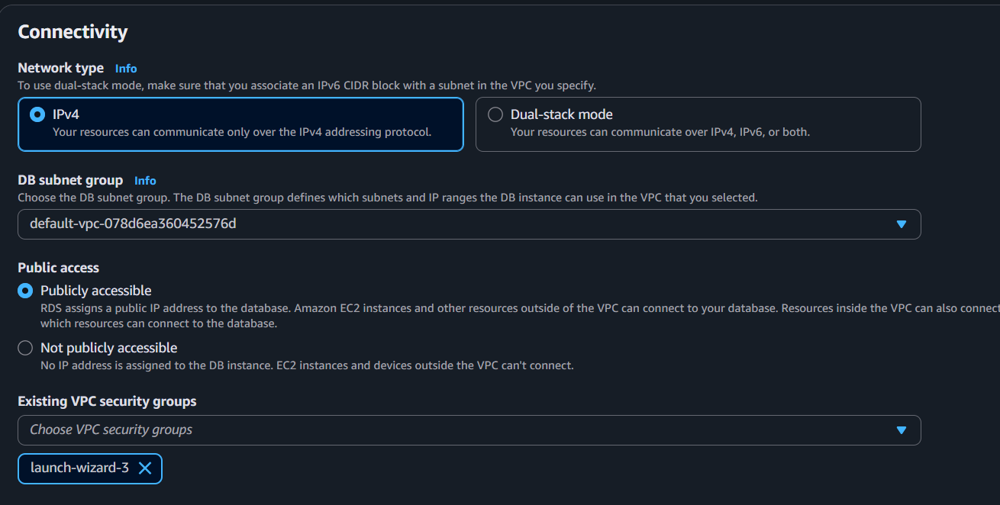 Connectivity
Network type Info
To use dual-stack mode, make sure that you associate an IPv6 CIDR block with a subnet in the VPC you specify.
IPv4
Your resources can communicate only over the IPv4 addressing protocol.
Dual-stack mode
Your resources can communicate over IPv4, IPv6, or both.
DB subnet group Info
Choose the DB subnet group. The DB subnet group defines which subnets and IP ranges the DB instance can use in the VPC that you selected.
default-vpc-078d6ea360452576d
Public access
Publicly accessible
RDS assigns a public IP address to the database. Amazon EC2 instances and other resources outside of the VPC can connect to your database. Resources inside the VPC can also connect
which resources can connect to the database.
Not publicly accessible
No IP address is assigned to the DB instance. EC2 instances and devices outside the VPC can't connect.
Existing VPC security groups
Choose VPC security groups
launch-wizard-3